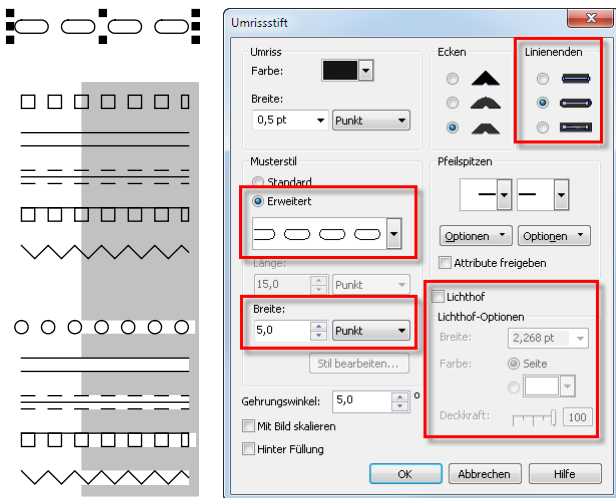 Umrissstift
Umriss
Farbe:
Breite:
0,5 pt
Punkt
Ecken
Linienenden
Musterstil
Standard
Erweitert
Länge:
15,0
Punkt
Breite:
5,0
Punkt
Stil bearbeiten...
Gehrungswinkel:
5,0
°
Mit Bild skalieren
Hinter Füllung
Pfeilspitzen
Optionen
Optionen
Attribute freigeben
Lichthof
Lichthof-Optionen
Breite:
2,268 pt
Farbe:
Seite
Deckkraft:
100
OK
Abbrechen
Hilfe